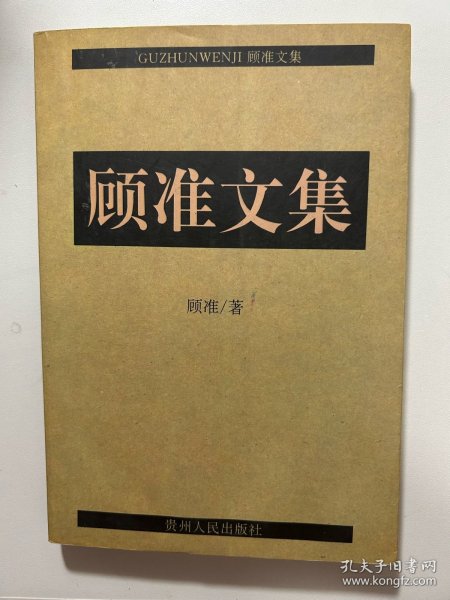 GUZHUNWENJI 顾准文集
顾准文集
顾准/著
贵州人民出版社
孔夫子旧书网
www.kongfz.com